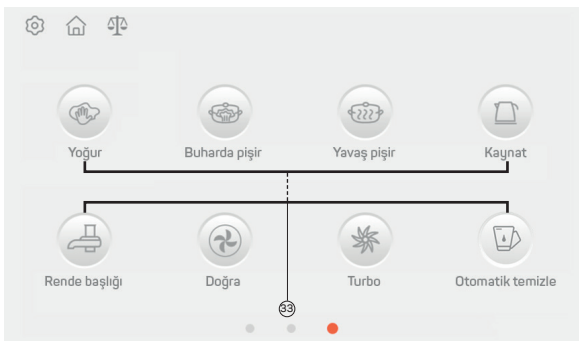 Yoğur Buharda pişir Yavaş pişir Kaynat
Rende başlığı Doğra Turbo Otomatik temizle
33